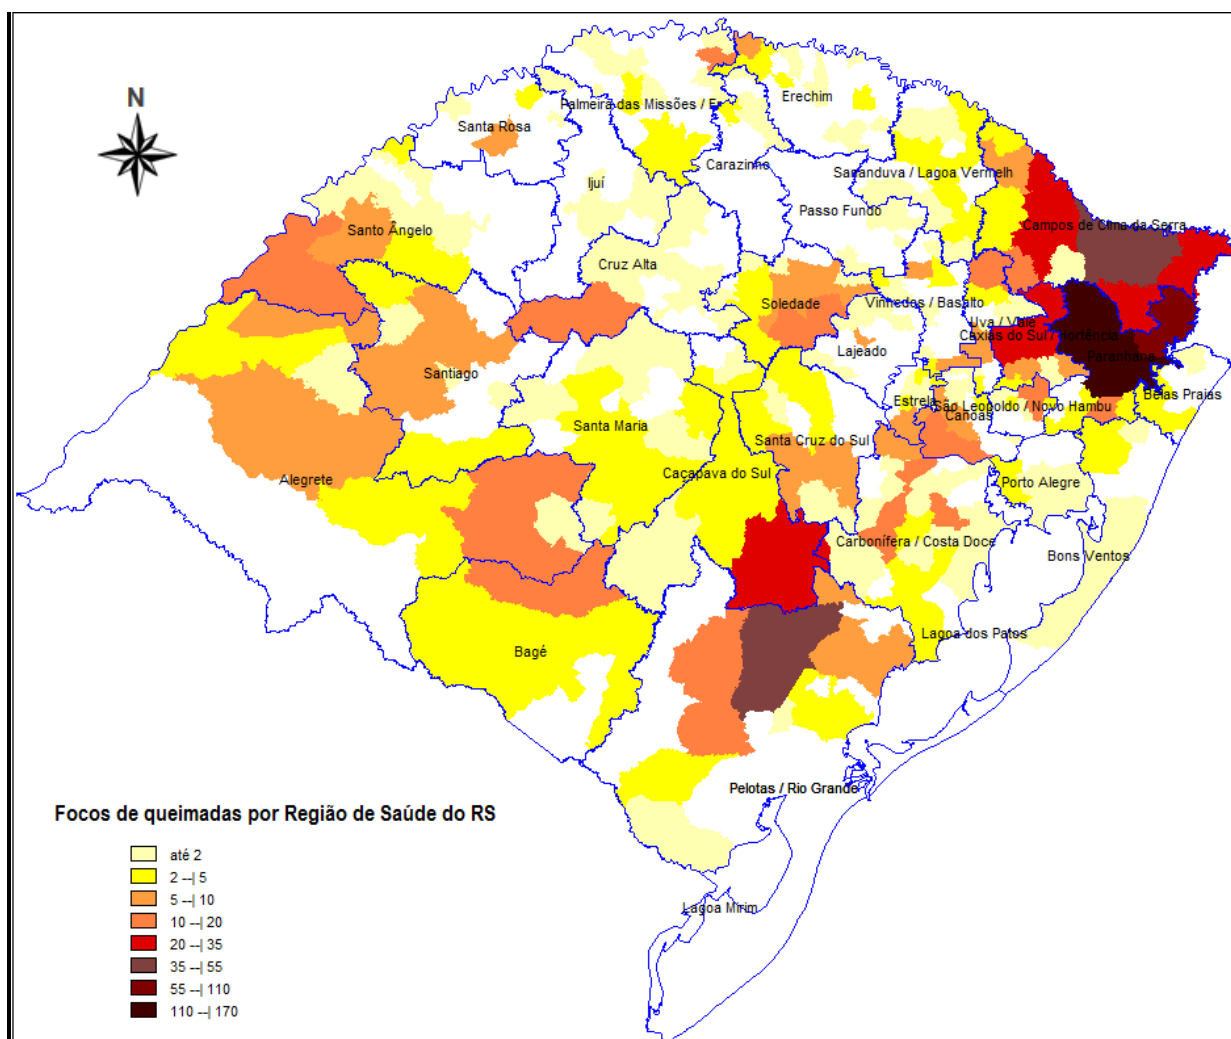 N
Erechim
Palmeira das Missões / Fr
Santa Rosa
Carazinho
Sananduva / Lagoa Vermelh
Ijuí
Passo Fundo
Santo Ângelo
Campos de Cima da Serra
Cruz Alta
Soledade
Vinhedos / Basalto
Uva / Vale
Caxias do Sul / Hortência
Lajeado
Paranhana
Santiago
Belas Praias
Estrela
São Leopoldo / Novo Hambu
Canoas
Santa Maria
Santa Cruz do Sul
Caçapava do Sul
Alegrete
Porto Alegre
Carbonífera / Costa Doce
Bons Ventos
Lagoa dos Patos
Bagé
Pelotas / Rio Grande
Focos de queimadas por Região de Saúde do RS
até 2
2 --| 5
5 --| 10
10 --| 20
20 --| 35
35 --| 55
55 --| 110
110 --| 170
Lagoa Mirim